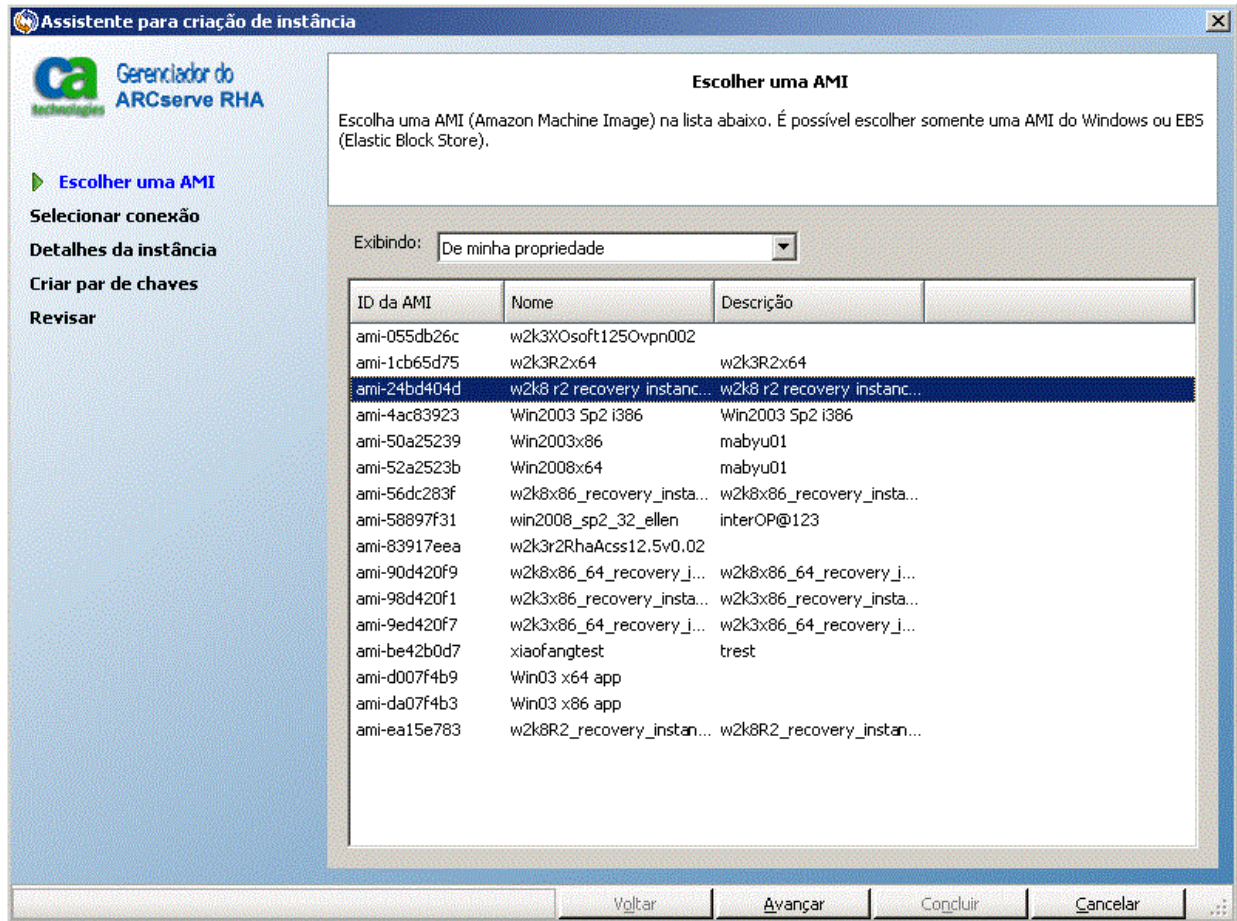 Assistente para criação de instância
ca
technologies
Gerenciador do
ARCserve RHA
Escolher uma AMI
Selecionar conexão
Detalhes da instância
Criar par de chaves
Revisar
Escolher uma AMI
Escolha uma AMI (Amazon Machine Image) na lista abaixo. É possível escolher somente uma AMI do Windows ou EBS
(Elastic Block Store).
Exibindo: De minha propriedade
ID da AMI Nome Descrição
ami-055db26c w2k3XOsoft125Ovpn002
ami-1cb65d75 w2k3R2x64 w2k3R2x64
ami-24bd404d w2k8 r2 recovery instanc... w2k8 r2 recovery instanc...
ami-4ac83923 Win2003 Sp2 i386 Win2003 Sp2 i386
ami-50a25239 Win2003x86 mabyu01
ami-52a2523b Win2008x64 mabyu01
ami-56dc283f w2k8x86_recovery_insta... w2k8x86_recovery_insta...
ami-58897f31 win2008_sp2_32_ellen interOP@123
ami-83917eea w2k3r2RhaAcss12.5v0.02
ami-90d420f9 w2k8x86_64_recovery_i... w2k8x86_64_recovery_i...
ami-98d420f1 w2k3x86_recovery_insta... w2k3x86_recovery_insta...
ami-9ed420f7 w2k3x86_64_recovery_i... w2k3x86_64_recovery_i...
ami-be42b0d7 xiaofangtest trest
ami-d007f4b9 Win03 x64 app
ami-da07f4b3 Win03 x86 app
ami-ea15e783 w2k8R2_recovery_instan... w2k8R2_recovery_instan...
Voltar Avançar Concluir Cancelar